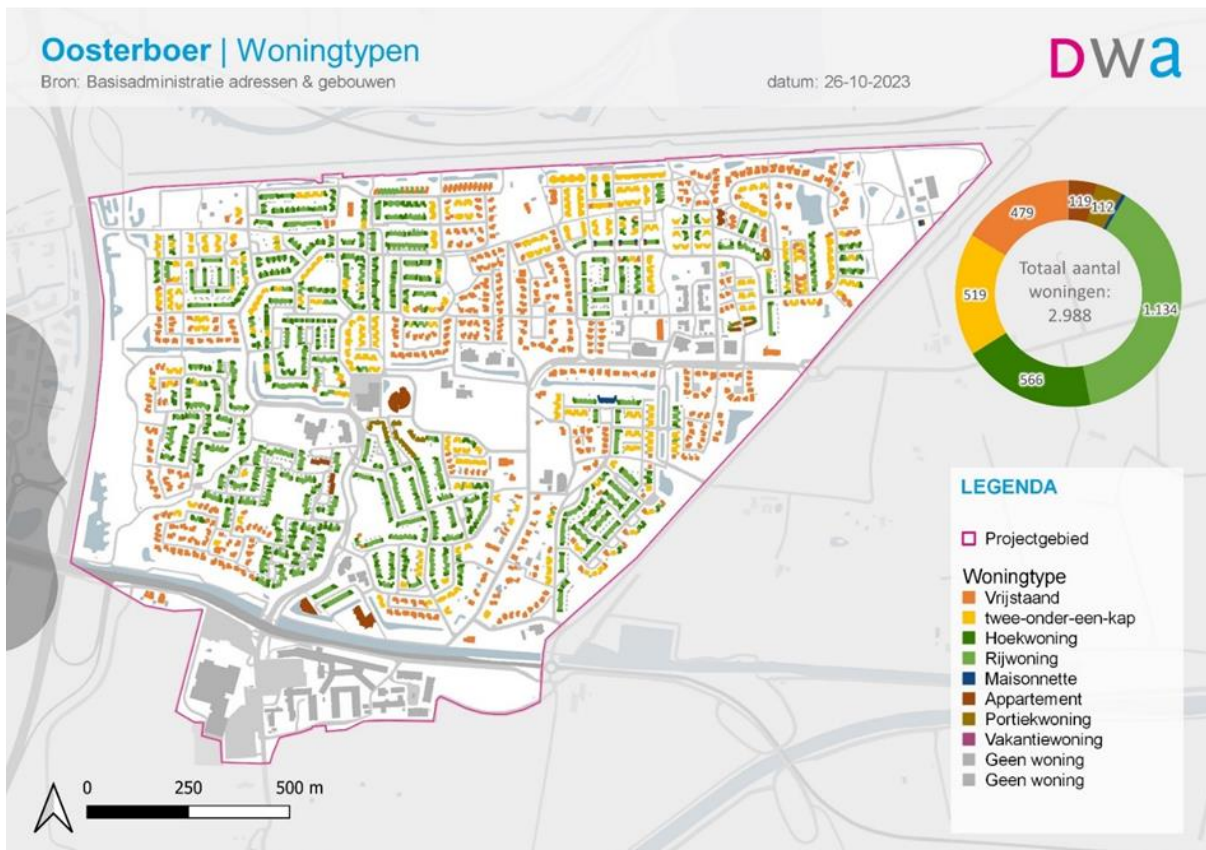 Oosterboer | Woningtypen
Bron: Basisadministratie adressen & gebouwen
datum: 26-10-2023
DWa
479
119
112
519
Totaal aantal
woningen:
2.988
1.134
566
LEGENDA
Projectgebied
Woningtype
Vrijstaand
twee-onder-een-kap
Hoekwoning
Rijwoning
Maisonnette
Appartement
Portiekwoning
Vakantiewoning
Geen woning
Geen woning
0 250 500 m